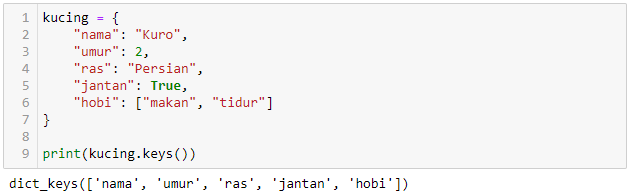 1 kucing = {
2     "nama": "Kuro",
3     "umur": 2,
4     "ras": "Persian",
5     "jantan": True,
6     "hobi": ["makan", "tidur"]
7 }
8
9 print(kucing.keys())
dict_keys(['nama', 'umur', 'ras', 'jantan', 'hobi'])